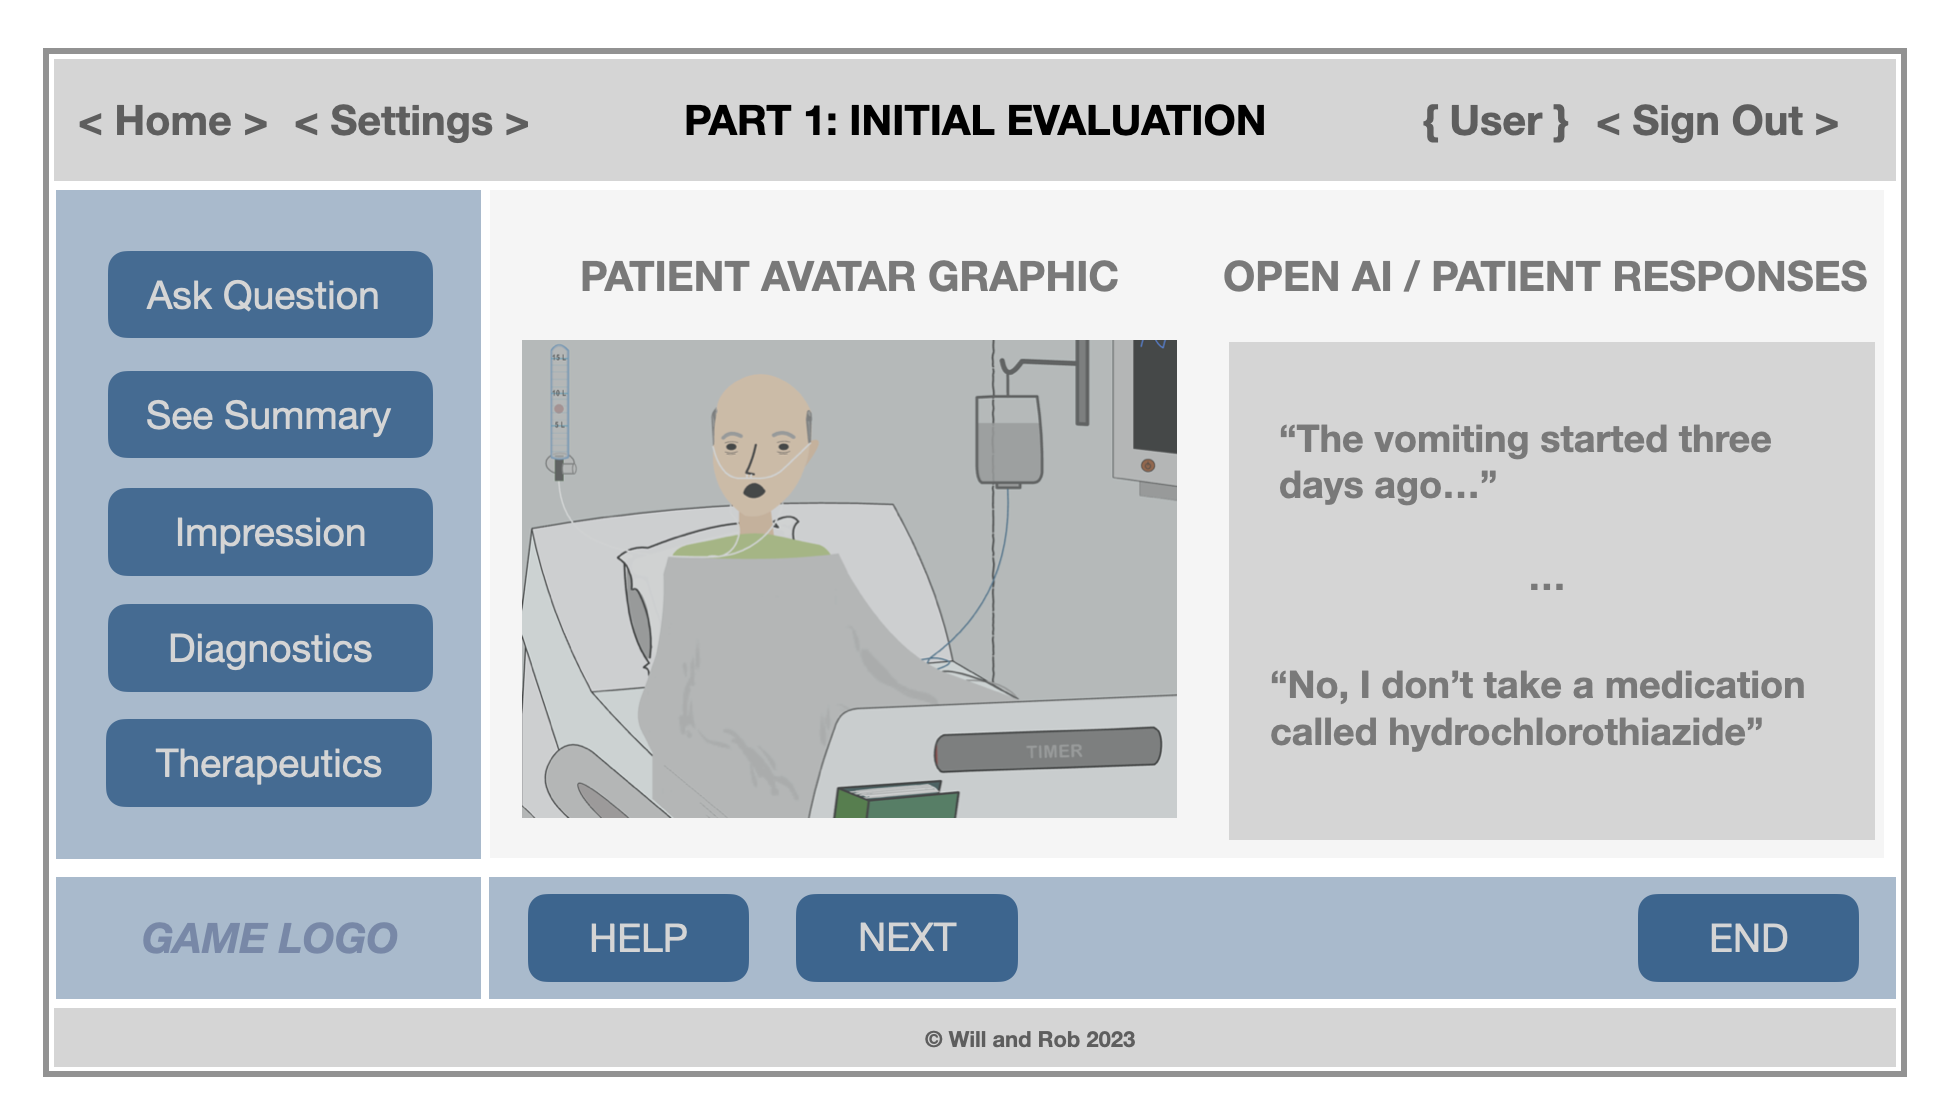 < Home > < Settings > PART 1: INITIAL EVALUATION { User } < Sign Out >
Ask Question
See Summary
Impression
Diagnostics
Therapeutics
PATIENT AVATAR GRAPHIC
15 L
10 L
5 L
TIMER
OPEN AI / PATIENT RESPONSES
“The vomiting started three
days ago…”
…
“No, I don’t take a medication
called hydrochlorothiazide”
GAME LOGO
HELP NEXT END
© Will and Rob 2023